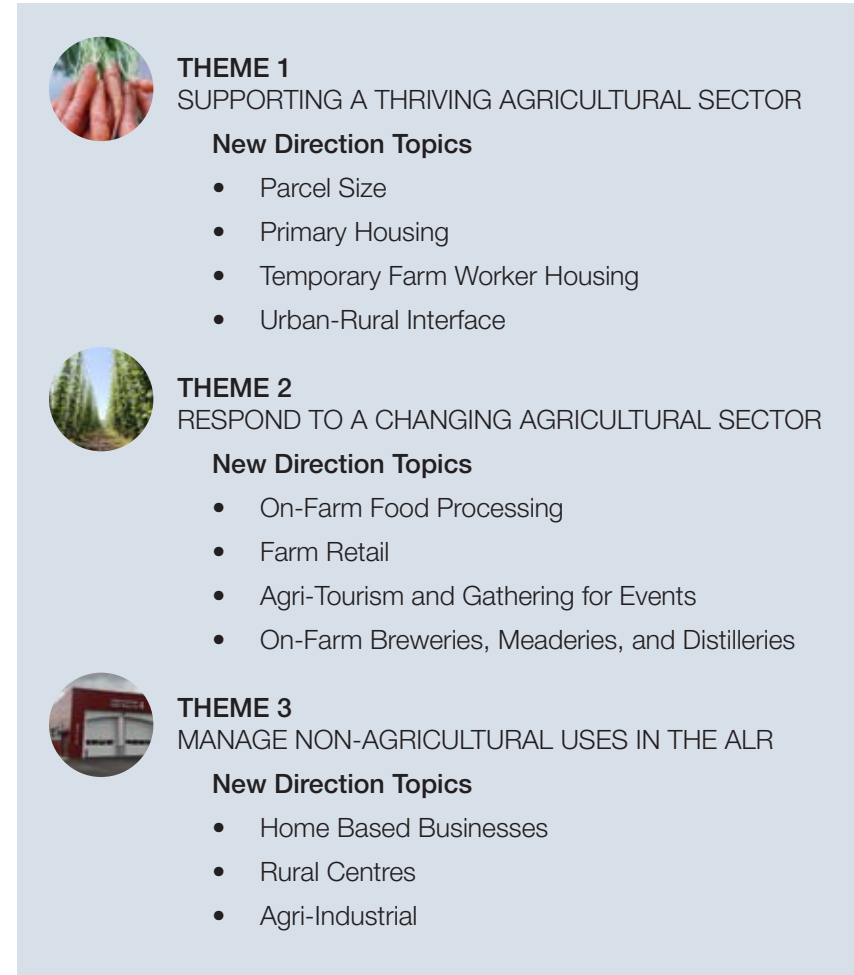 THEME 1
SUPPORTING A THRIVING AGRICULTURAL SECTOR
New Direction Topics
• Parcel Size
• Primary Housing
• Temporary Farm Worker Housing
• Urban-Rural Interface
THEME 2
RESPOND TO A CHANGING AGRICULTURAL SECTOR
New Direction Topics
• On-Farm Food Processing
• Farm Retail
• Agri-Tourism and Gathering for Events
• On-Farm Breweries, Meaderies, and Distilleries
THEME 3
MANAGE NON-AGRICULTURAL USES IN THE ALR
New Direction Topics
• Home Based Businesses
• Rural Centres
• Agri-Industrial